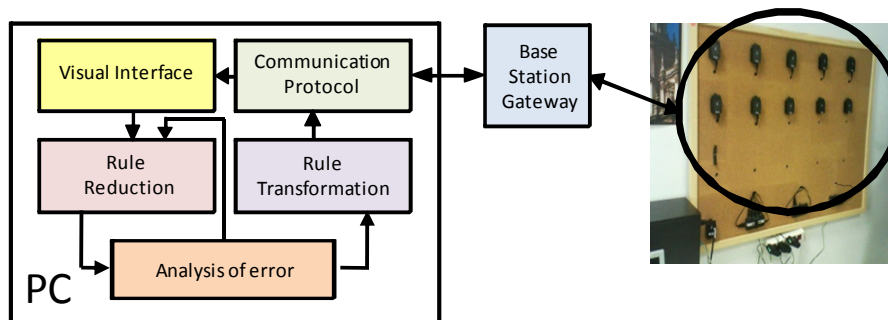 Visual Interface
Communication
Protocol
Base
Station
Gateway
Rule
Reduction
Rule
Transformation
Analysis of error
PC